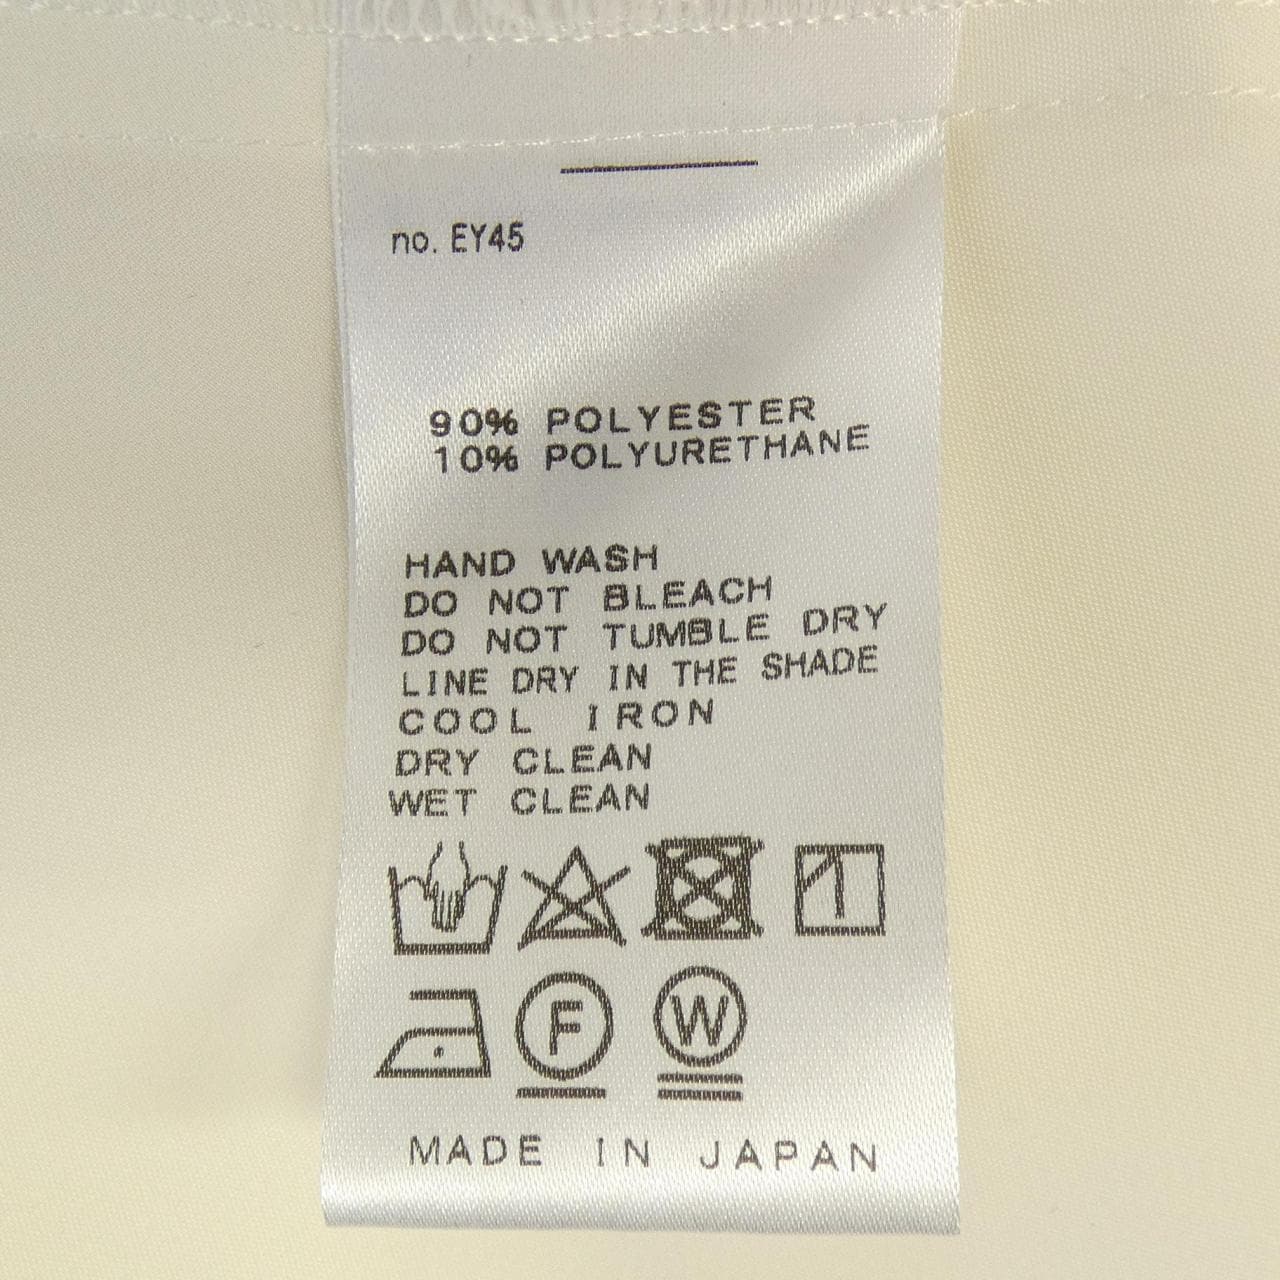 no. EY45
90% POLYESTER
10% POLYURETHANE
HAND WASH
DO NOT BLEACH
DO NOT TUMBLE DRY
LINE DRY IN THE SHADE
COOL IRON
DRY CLEAN
WET CLEAN
F W
MADE IN JAPAN